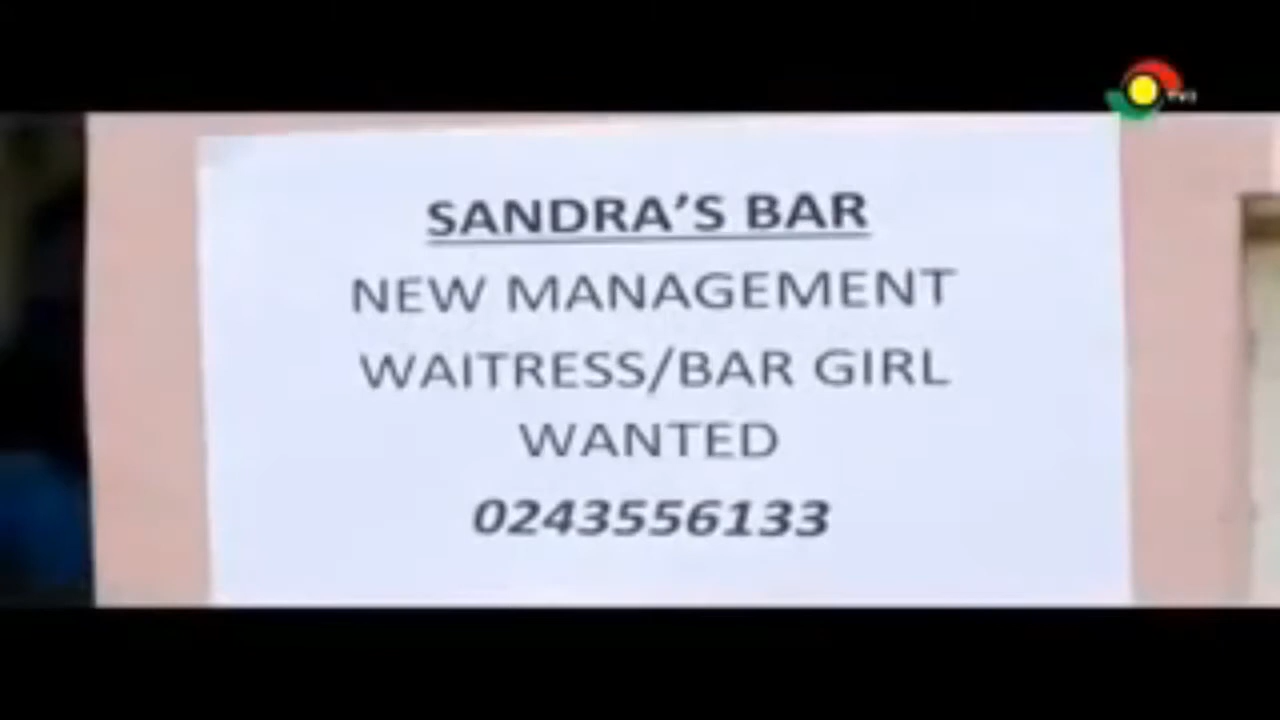 SANDRA'S BAR
NEW MANAGEMENT
WAITRESS/BAR GIRL
WANTED
0243556133